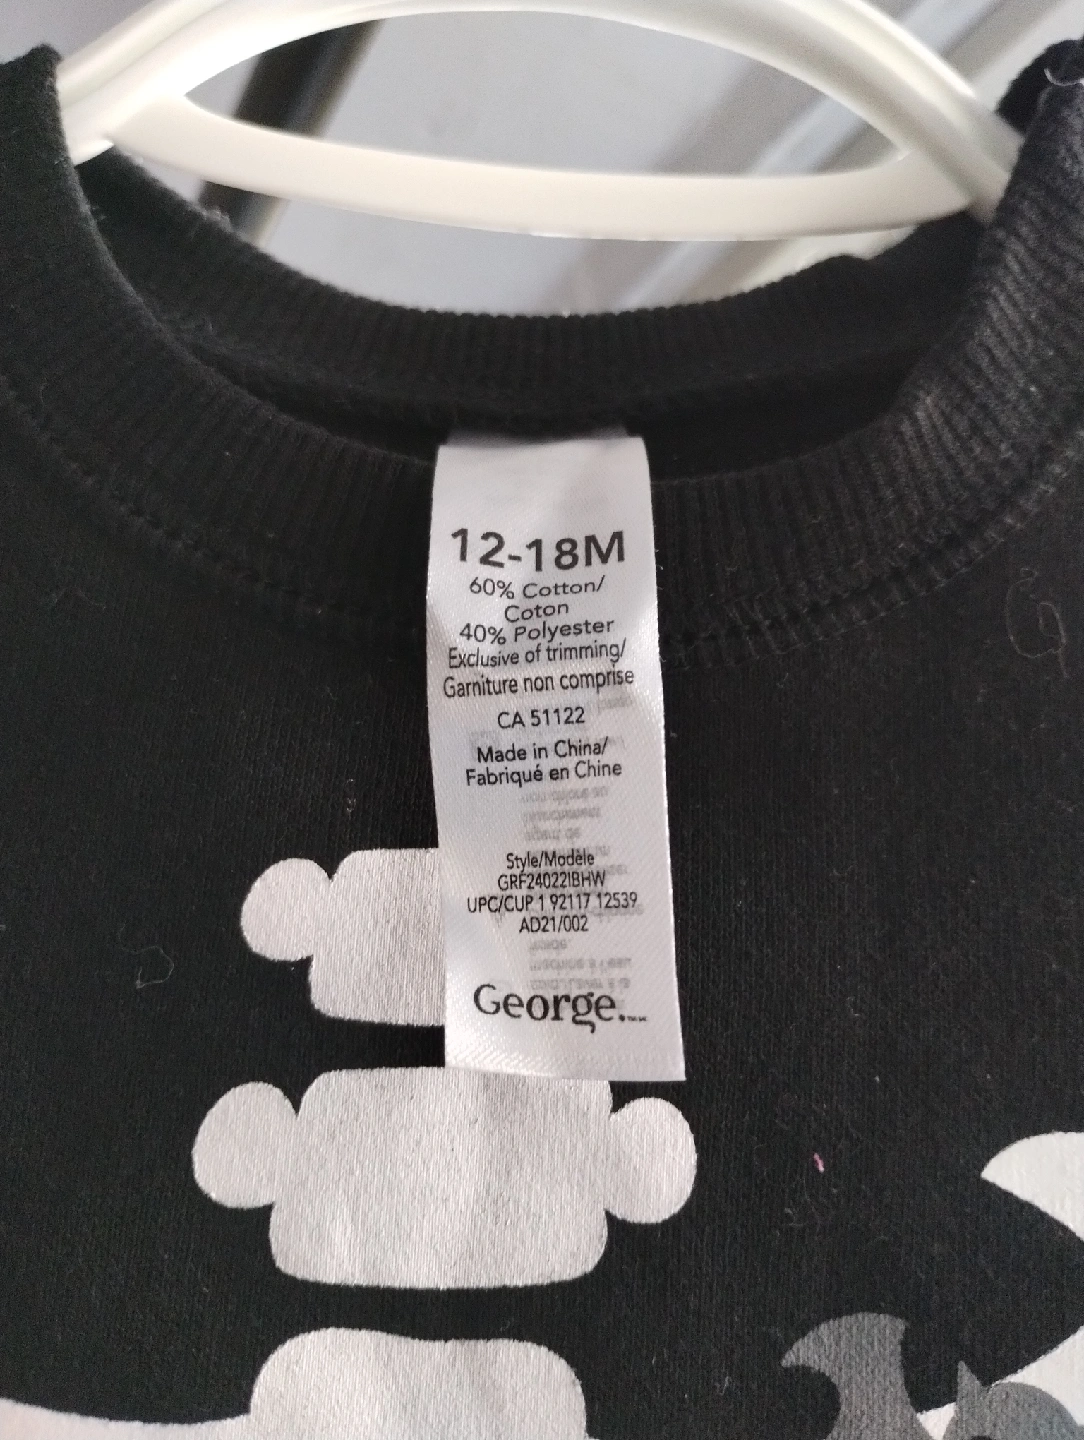 12-18M
60% Cotton/
Coton
40% Polyester
Exclusive of trimming/
Garniture non comprise
CA 51122
Made in China/
Fabriqué en Chine
Style/Modèle
GRF24022IBHW
UPC/CUP 1 92117 12539
AD21/002
George.